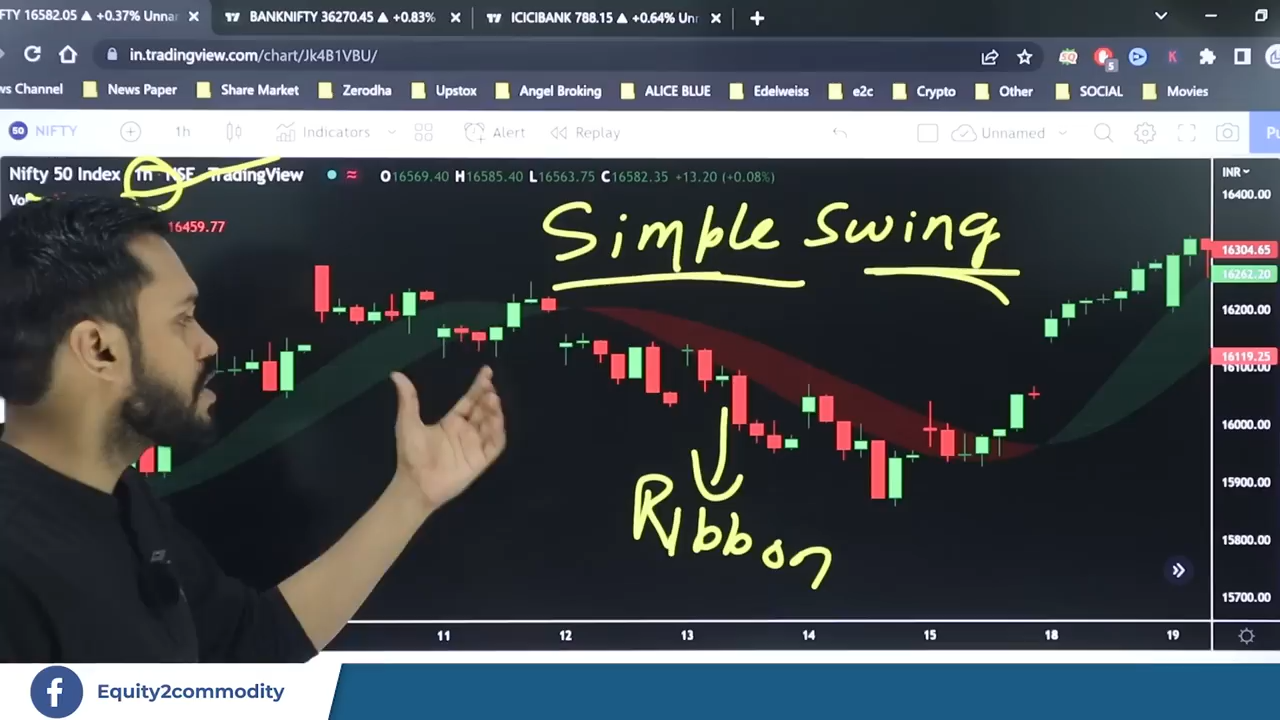 FTY 16582.05 ▲ +0.37% Unna
BANKNIFTY 36270.45 ▲ +0.83%
ICICIBANK 788.15 ▲ +0.64% Un
in.tradingview.com/chart/Jk4B1VBU/
ws Channel News Paper Share Market Zerodha Upstox Angel Broking ALICE BLUE Edelweiss e2c Crypto Other SOCIAL Movies
50 NIFTY 1h Indicators Alert Replay Unnamed Pu
Nifty 50 Index 1h NSE TradingView O16569.40 H16585.40 L16563.75 C16582.35 +13.20 (+0.08%) INR
Vol
16459.77
Simple Swing
Ribbon
16400.00
16304.65
16262.20
16200.00
16119.25
16100.00
16000.00
15900.00
15800.00
15700.00
11 12 13 14 15 18 19
Equity2commodity